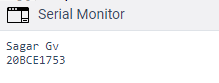 Serial Monitor
Sagar Gv
20BCE1753